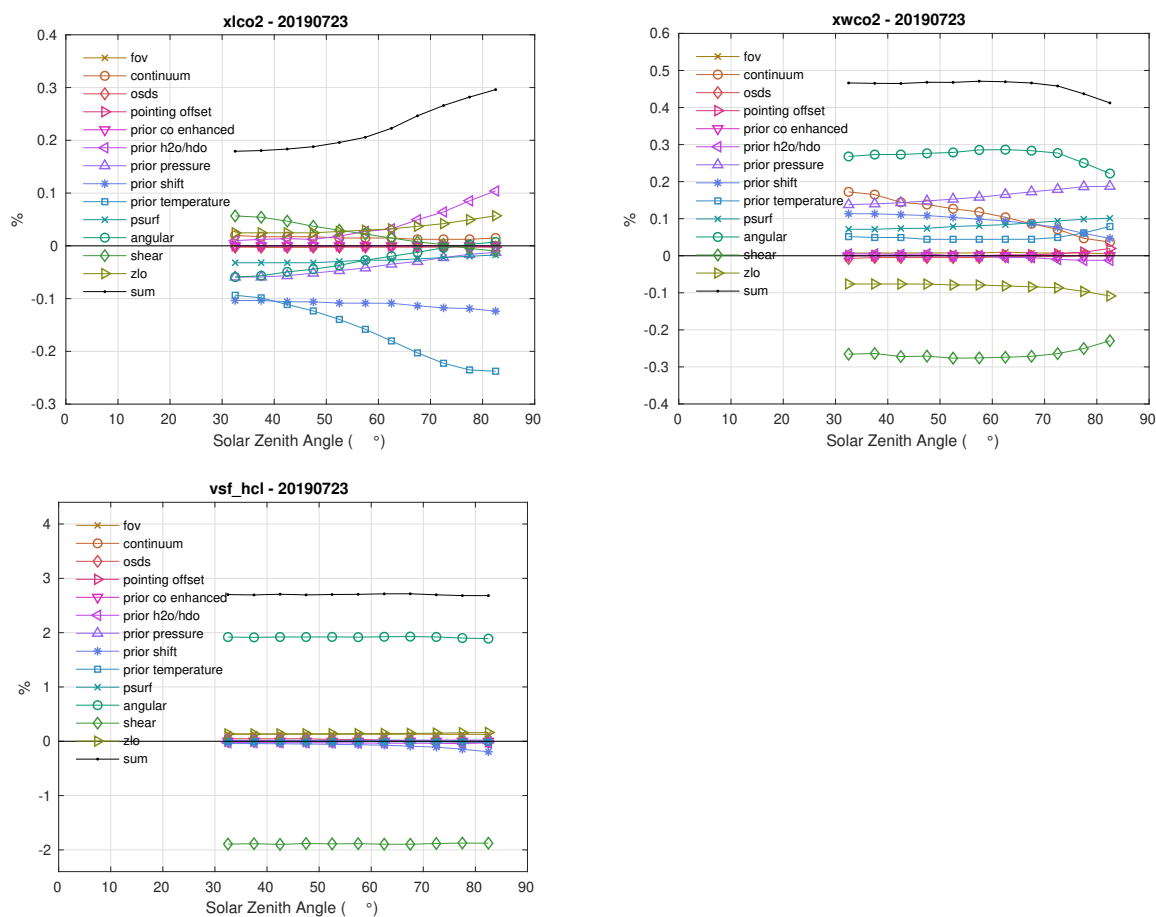 xlco2 - 20190723
0.4
0.3
0.2
0.1
0
-0.1
-0.2
-0.3
%
fov
continuum
osds
pointing offset
prior co enhanced
prior h2o/hdo
prior pressure
prior shift
prior temperature
psurf
angular
shear
zlo
sum
0 10 20 30 40 50 60 70 80 90
Solar Zenith Angle ( °)
xwco2 - 20190723
0.6
0.5
0.4
0.3
0.2
0.1
0
-0.1
-0.2
-0.3
-0.4
%
fov
continuum
osds
pointing offset
prior co enhanced
prior h2o/hdo
prior pressure
prior shift
prior temperature
psurf
angular
shear
zlo
sum
0 10 20 30 40 50 60 70 80 90
Solar Zenith Angle ( °)
vsf_hcl - 20190723
4
3
2
1
0
-1
-2
%
fov
continuum
osds
pointing offset
prior co enhanced
prior h2o/hdo
prior pressure
prior shift
prior temperature
psurf
angular
shear
zlo
sum
0 10 20 30 40 50 60 70 80 90
Solar Zenith Angle ( °)